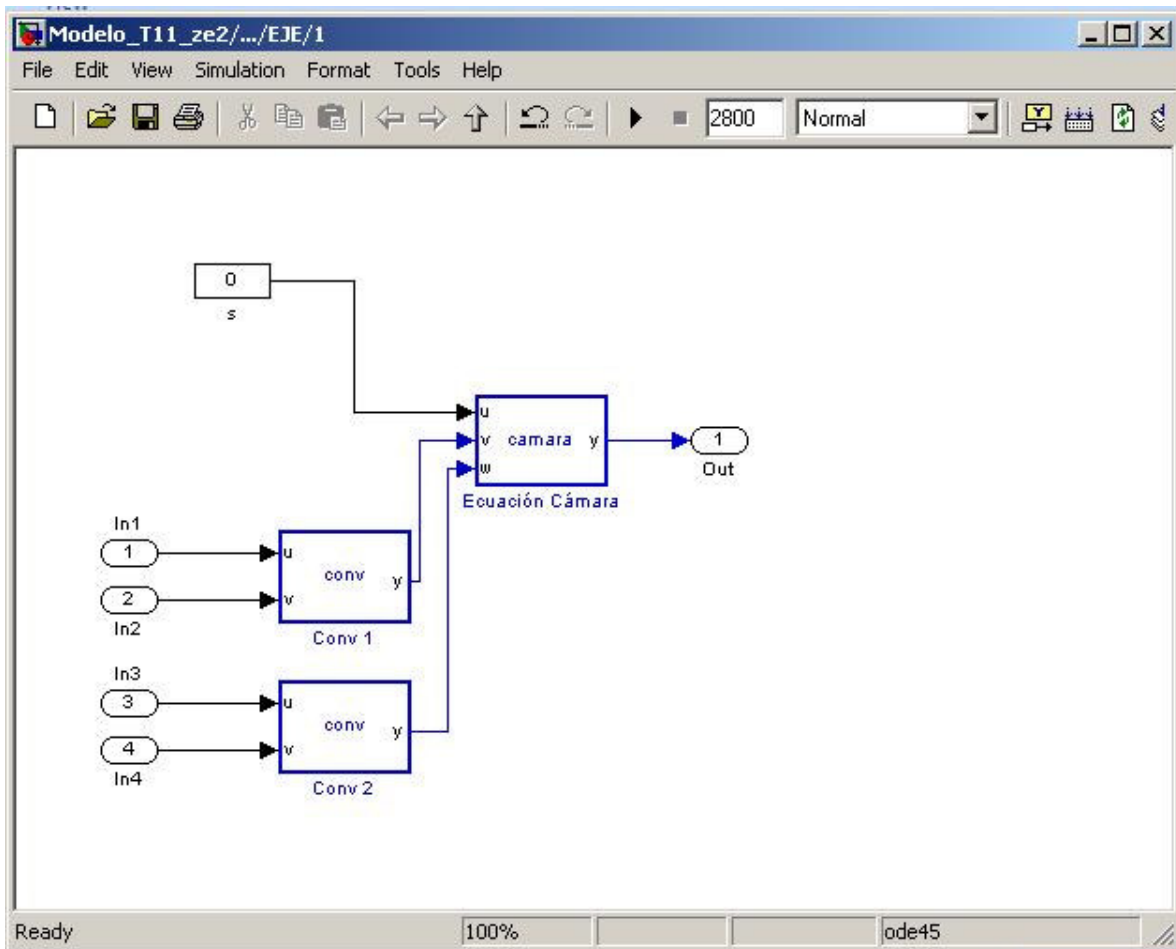 Modelo_T11_ze2/.../EJE/1
File Edit View Simulation Format Tools Help
2800 Normal
0
s
u
v camara y
w
Ecuación Cámara
1
Out
In1
1
2
In2
u
conv y
v
Conv 1
In3
3
4
In4
u
conv y
v
Conv 2
Ready 100% ode45